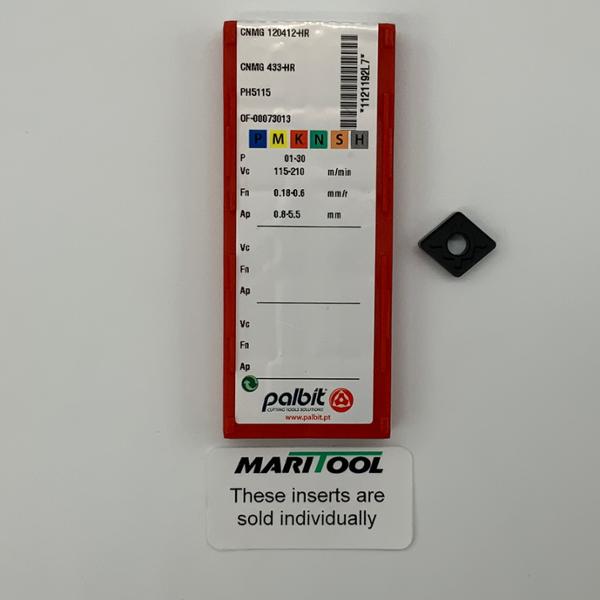 CNMG 120412-HR
CNMG 433-HR
PH5115
OF-00073013
*1121192L7*
P M K N S H
P 01-30
Vc 115-210 m/min
Fn 0.18-0.6 mm/r
Ap 0.8-5.5 mm
Vc
Fn
Ap
Vc
Fn
Ap
palbit
CUTTING TOOLS SOLUTIONS
www.palbit.pt
MARITOOL
These inserts are
sold individually